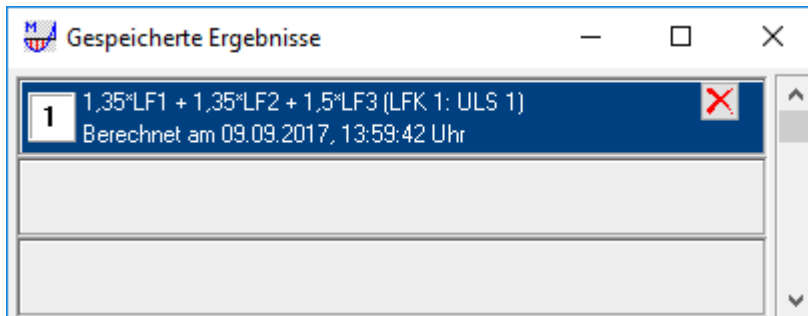 Gespeicherte Ergebnisse
1
1,35*LF1 + 1,35*LF2 + 1,5*LF3 (LFK 1: ULS 1)
Berechnet am 09.09.2017, 13:59:42 Uhr